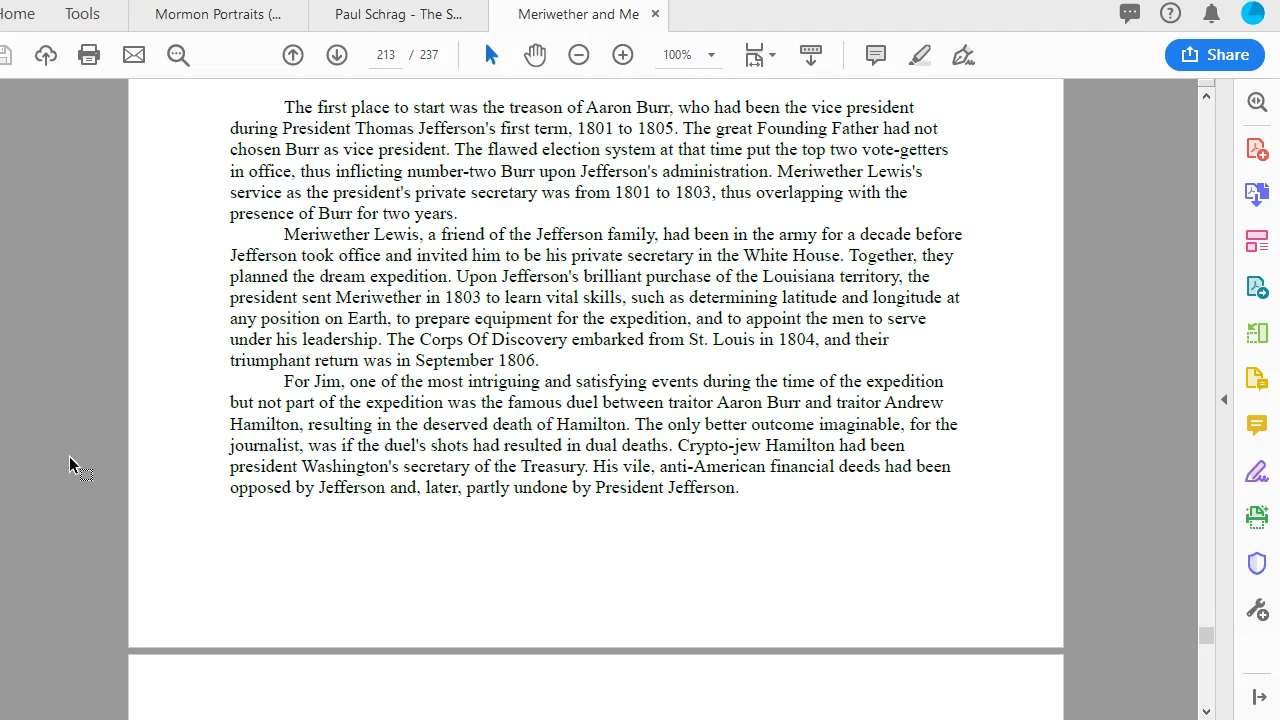 Home Tools Mormon Portraits (... Paul Schrag - The S... Meriwether and Me ×
213 / 237 100% Share
The first place to start was the treason of Aaron Burr, who had been the vice president
during President Thomas Jefferson's first term, 1801 to 1805. The great Founding Father had not
chosen Burr as vice president. The flawed election system at that time put the top two vote-getters
in office, thus inflicting number-two Burr upon Jefferson's administration. Meriwether Lewis's
service as the president's private secretary was from 1801 to 1803, thus overlapping with the
presence of Burr for two years.
Meriwether Lewis, a friend of the Jefferson family, had been in the army for a decade before
Jefferson took office and invited him to be his private secretary in the White House. Together, they
planned the dream expedition. Upon Jefferson's brilliant purchase of the Louisiana territory, the
president sent Meriwether in 1803 to learn vital skills, such as determining latitude and longitude at
any position on Earth, to prepare equipment for the expedition, and to appoint the men to serve
under his leadership. The Corps Of Discovery embarked from St. Louis in 1804, and their
triumphant return was in September 1806.
For Jim, one of the most intriguing and satisfying events during the time of the expedition
but not part of the expedition was the famous duel between traitor Aaron Burr and traitor Andrew
Hamilton, resulting in the deserved death of Hamilton. The only better outcome imaginable, for the
journalist, was if the duel's shots had resulted in dual deaths. Crypto-jew Hamilton had been
president Washington's secretary of the Treasury. His vile, anti-American financial deeds had been
opposed by Jefferson and, later, partly undone by President Jefferson.